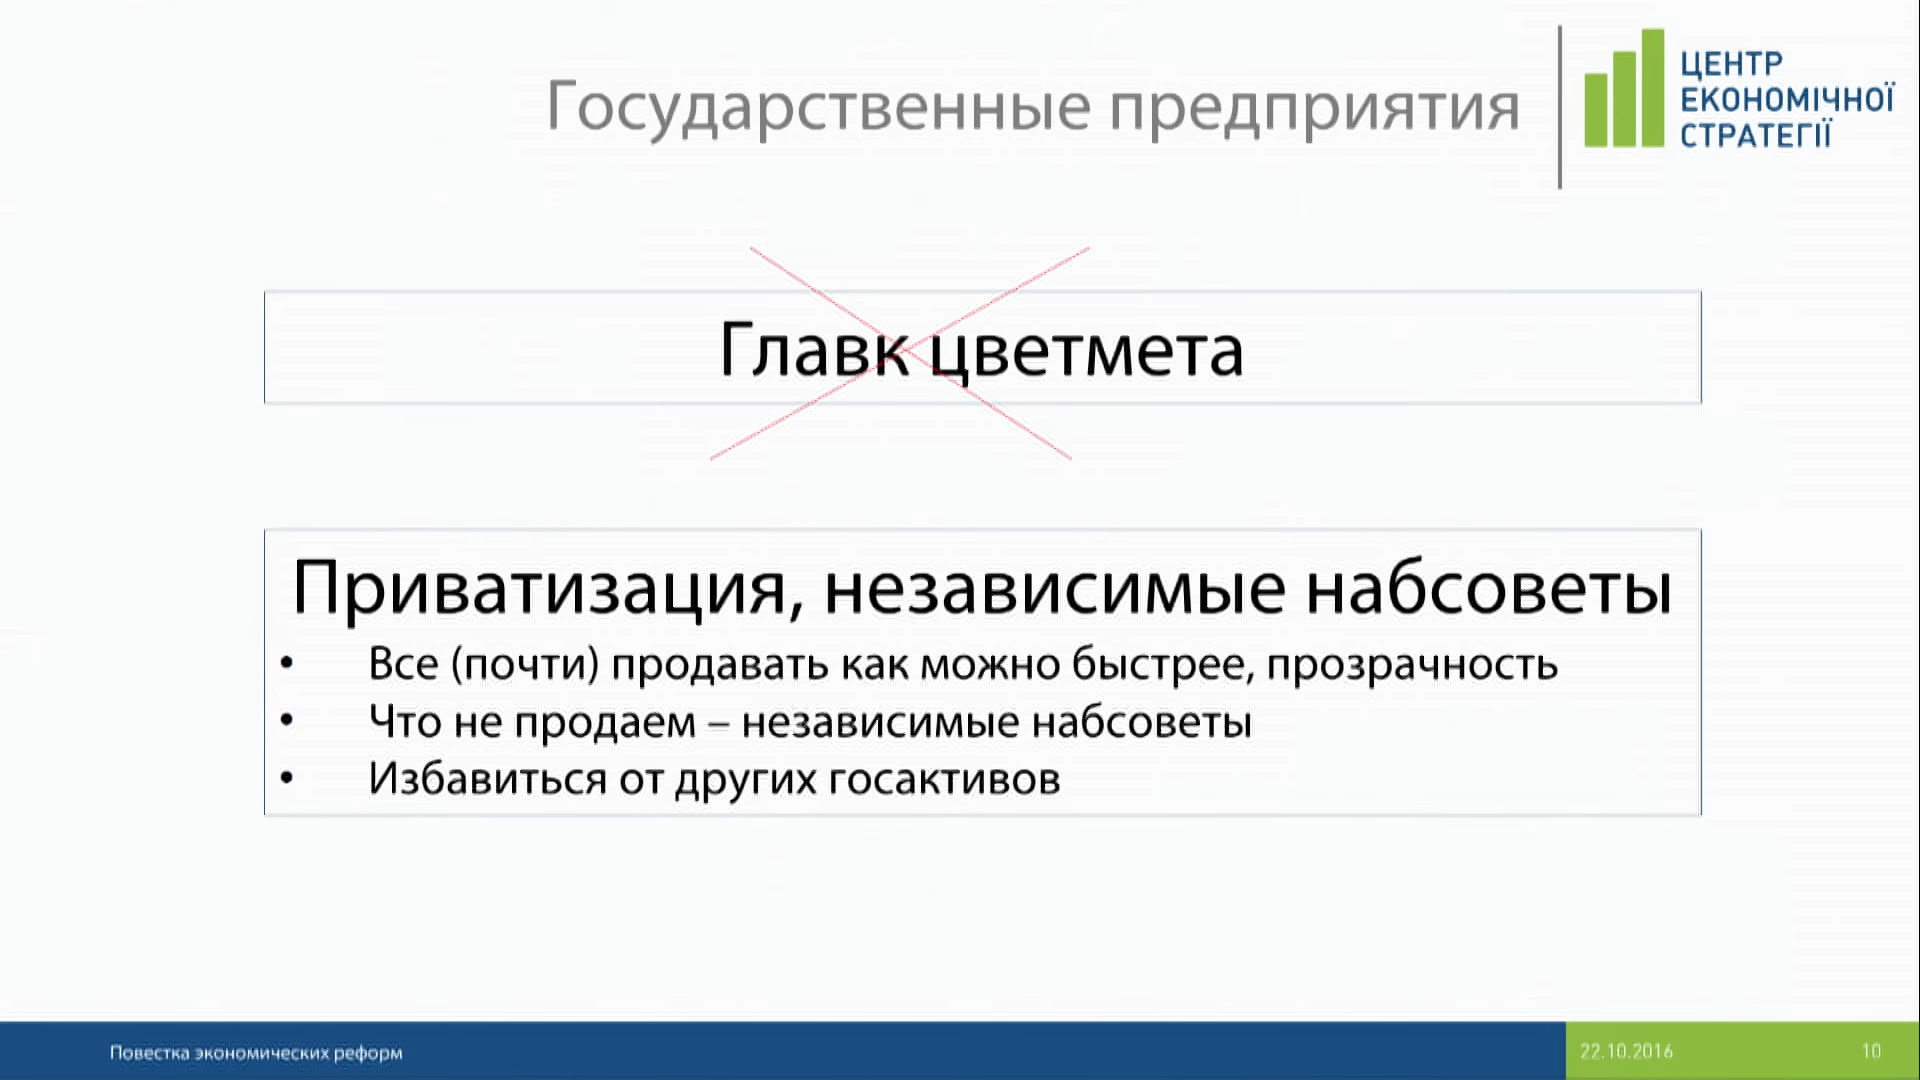 Государственные предприятия
ЦЕНТР
ЕКОНОМІЧНОЇ
СТРАТЕГІЇ
Главк цветмета
Приватизация, независимые набсоветы
• Все (почти) продавать как можно быстрее, прозрачность
• Что не продаем – независимые набсоветы
• Избавиться от других госактивов
Повестка экономических реформ
22.10.2016
10